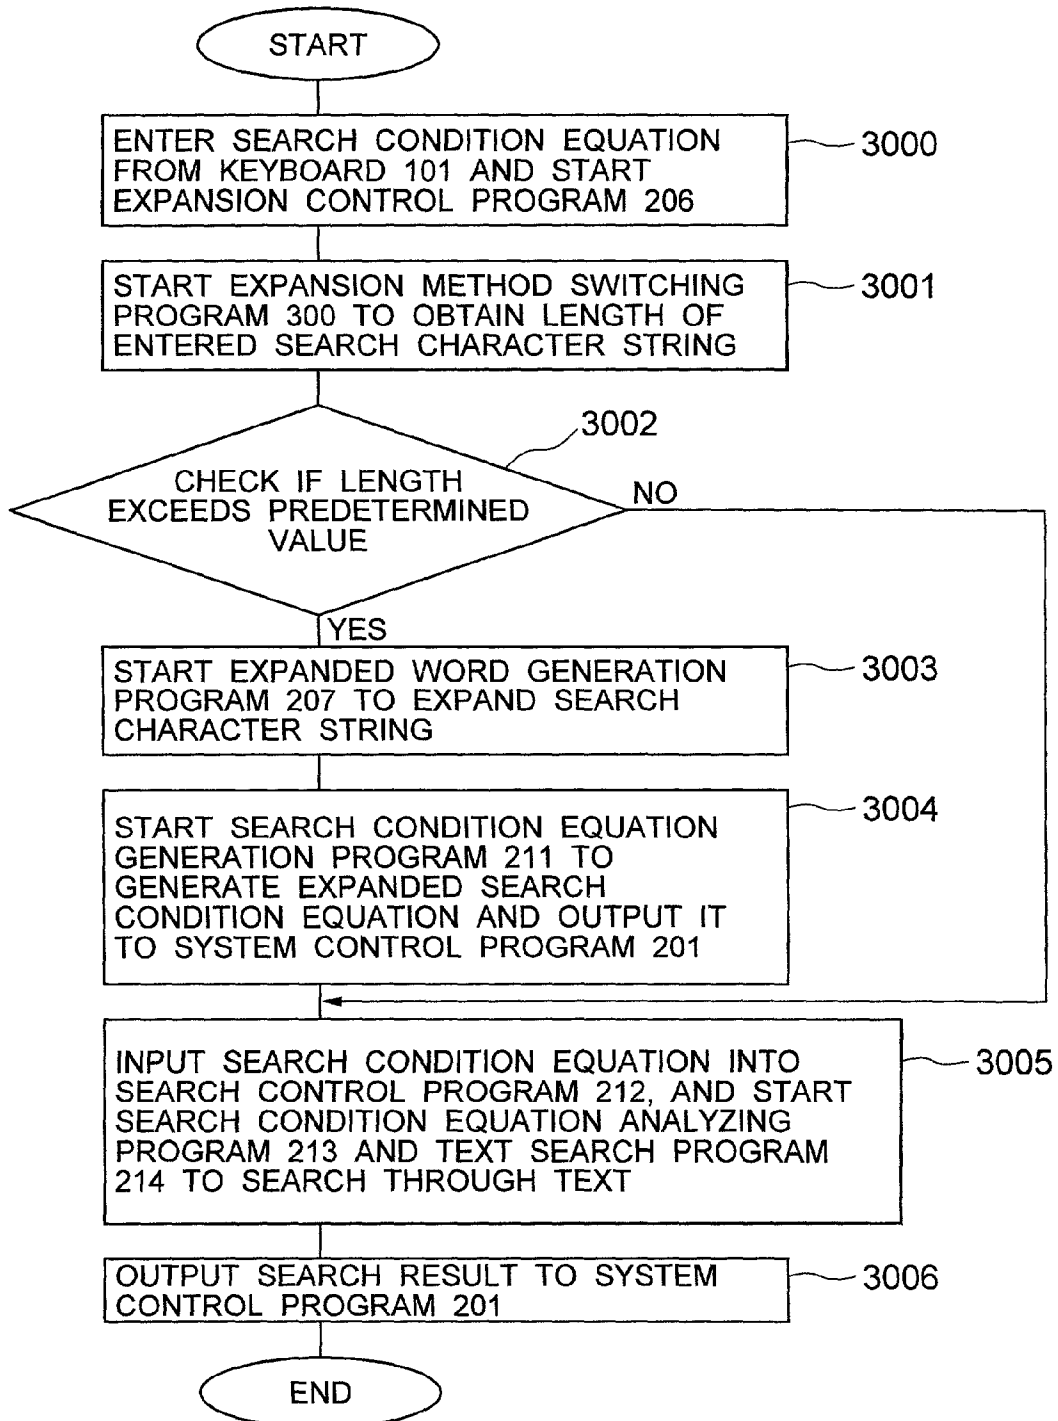 START
ENTER SEARCH CONDITION EQUATION
FROM KEYBOARD 101 AND START
EXPANSION CONTROL PROGRAM 206
3000
START EXPANSION METHOD SWITCHING
PROGRAM 300 TO OBTAIN LENGTH OF
ENTERED SEARCH CHARACTER STRING
3001
3002
CHECK IF LENGTH
EXCEEDS PREDETERMINED
VALUE
NO
YES
START EXPANDED WORD GENERATION
PROGRAM 207 TO EXPAND SEARCH
CHARACTER STRING
3003
START SEARCH CONDITION EQUATION
GENERATION PROGRAM 211 TO
GENERATE EXPANDED SEARCH
CONDITION EQUATION AND OUTPUT IT
TO SYSTEM CONTROL PROGRAM 201
3004
INPUT SEARCH CONDITION EQUATION INTO
SEARCH CONTROL PROGRAM 212, AND START
SEARCH CONDITION EQUATION ANALYZING
PROGRAM 213 AND TEXT SEARCH PROGRAM
214 TO SEARCH THROUGH TEXT
3005
OUTPUT SEARCH RESULT TO SYSTEM
CONTROL PROGRAM 201
3006
END